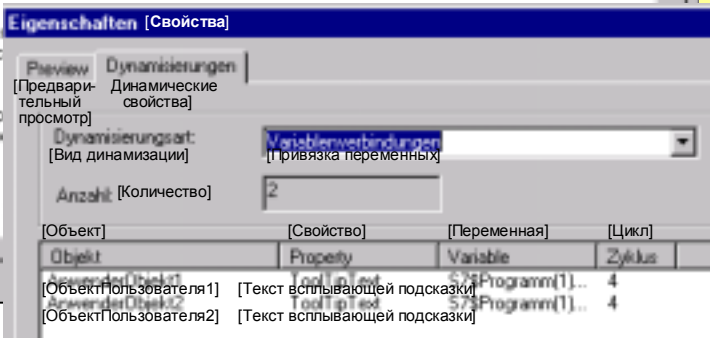 Eigenschaften [Свойства]
Preview Dynamisierungen
[Предвари-
тельный
просмотр]
Динамические
свойства]
Dynamisierungsart: Variablenverbindungen
[Вид динамизации] [Привязка переменных]
Anzahl: [Количество] 2
[Объект] [Свойство] [Переменная] [Цикл]
Objekt Property Variable Zyklus
AnwenderObjekt1 ToolTipText S7$Programm(1)... 4
[ОбъектПользователя1] [Текст всплывающей подсказки]
AnwenderObjekt2 ToolTipText S7$Programm(1)... 4
[ОбъектПользователя2] [Текст всплывающей подсказки]